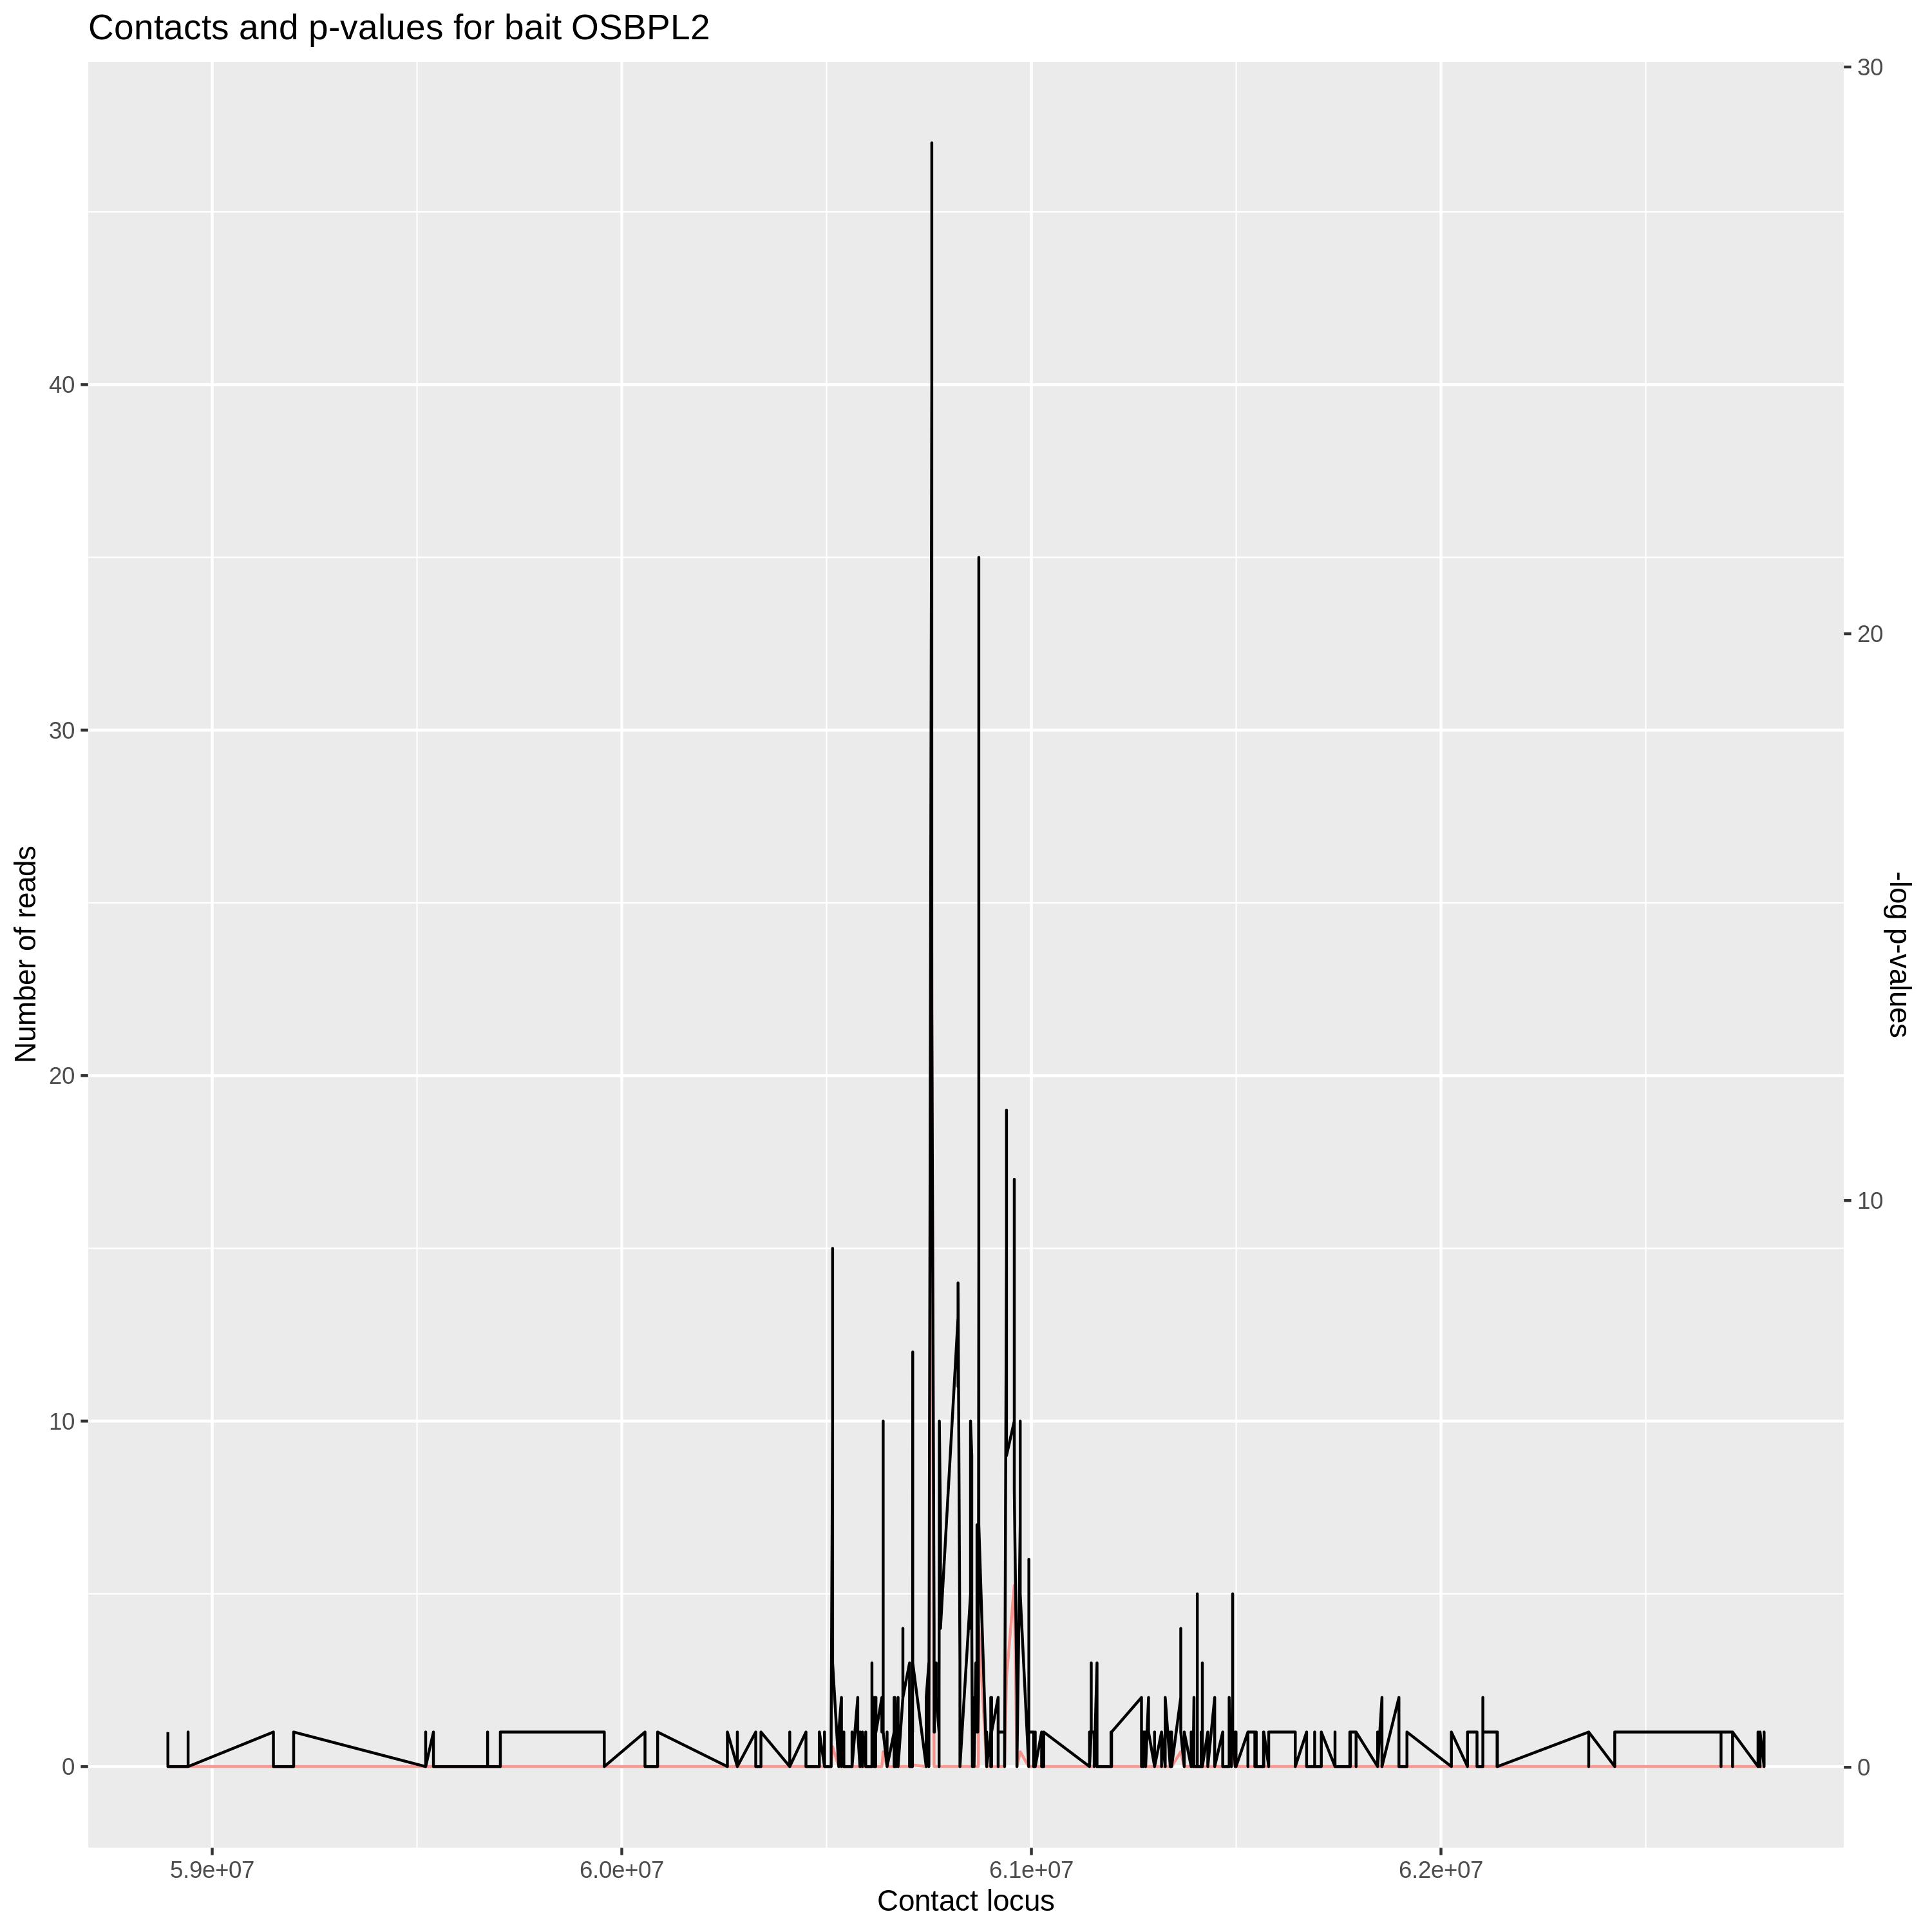 Contacts and p-values for bait OSBPL2
Number of reads
40
30
20
10
0
30
20
10
0
-log p-values
5.9e+07 6.0e+07 6.1e+07 6.2e+07
Contact locus